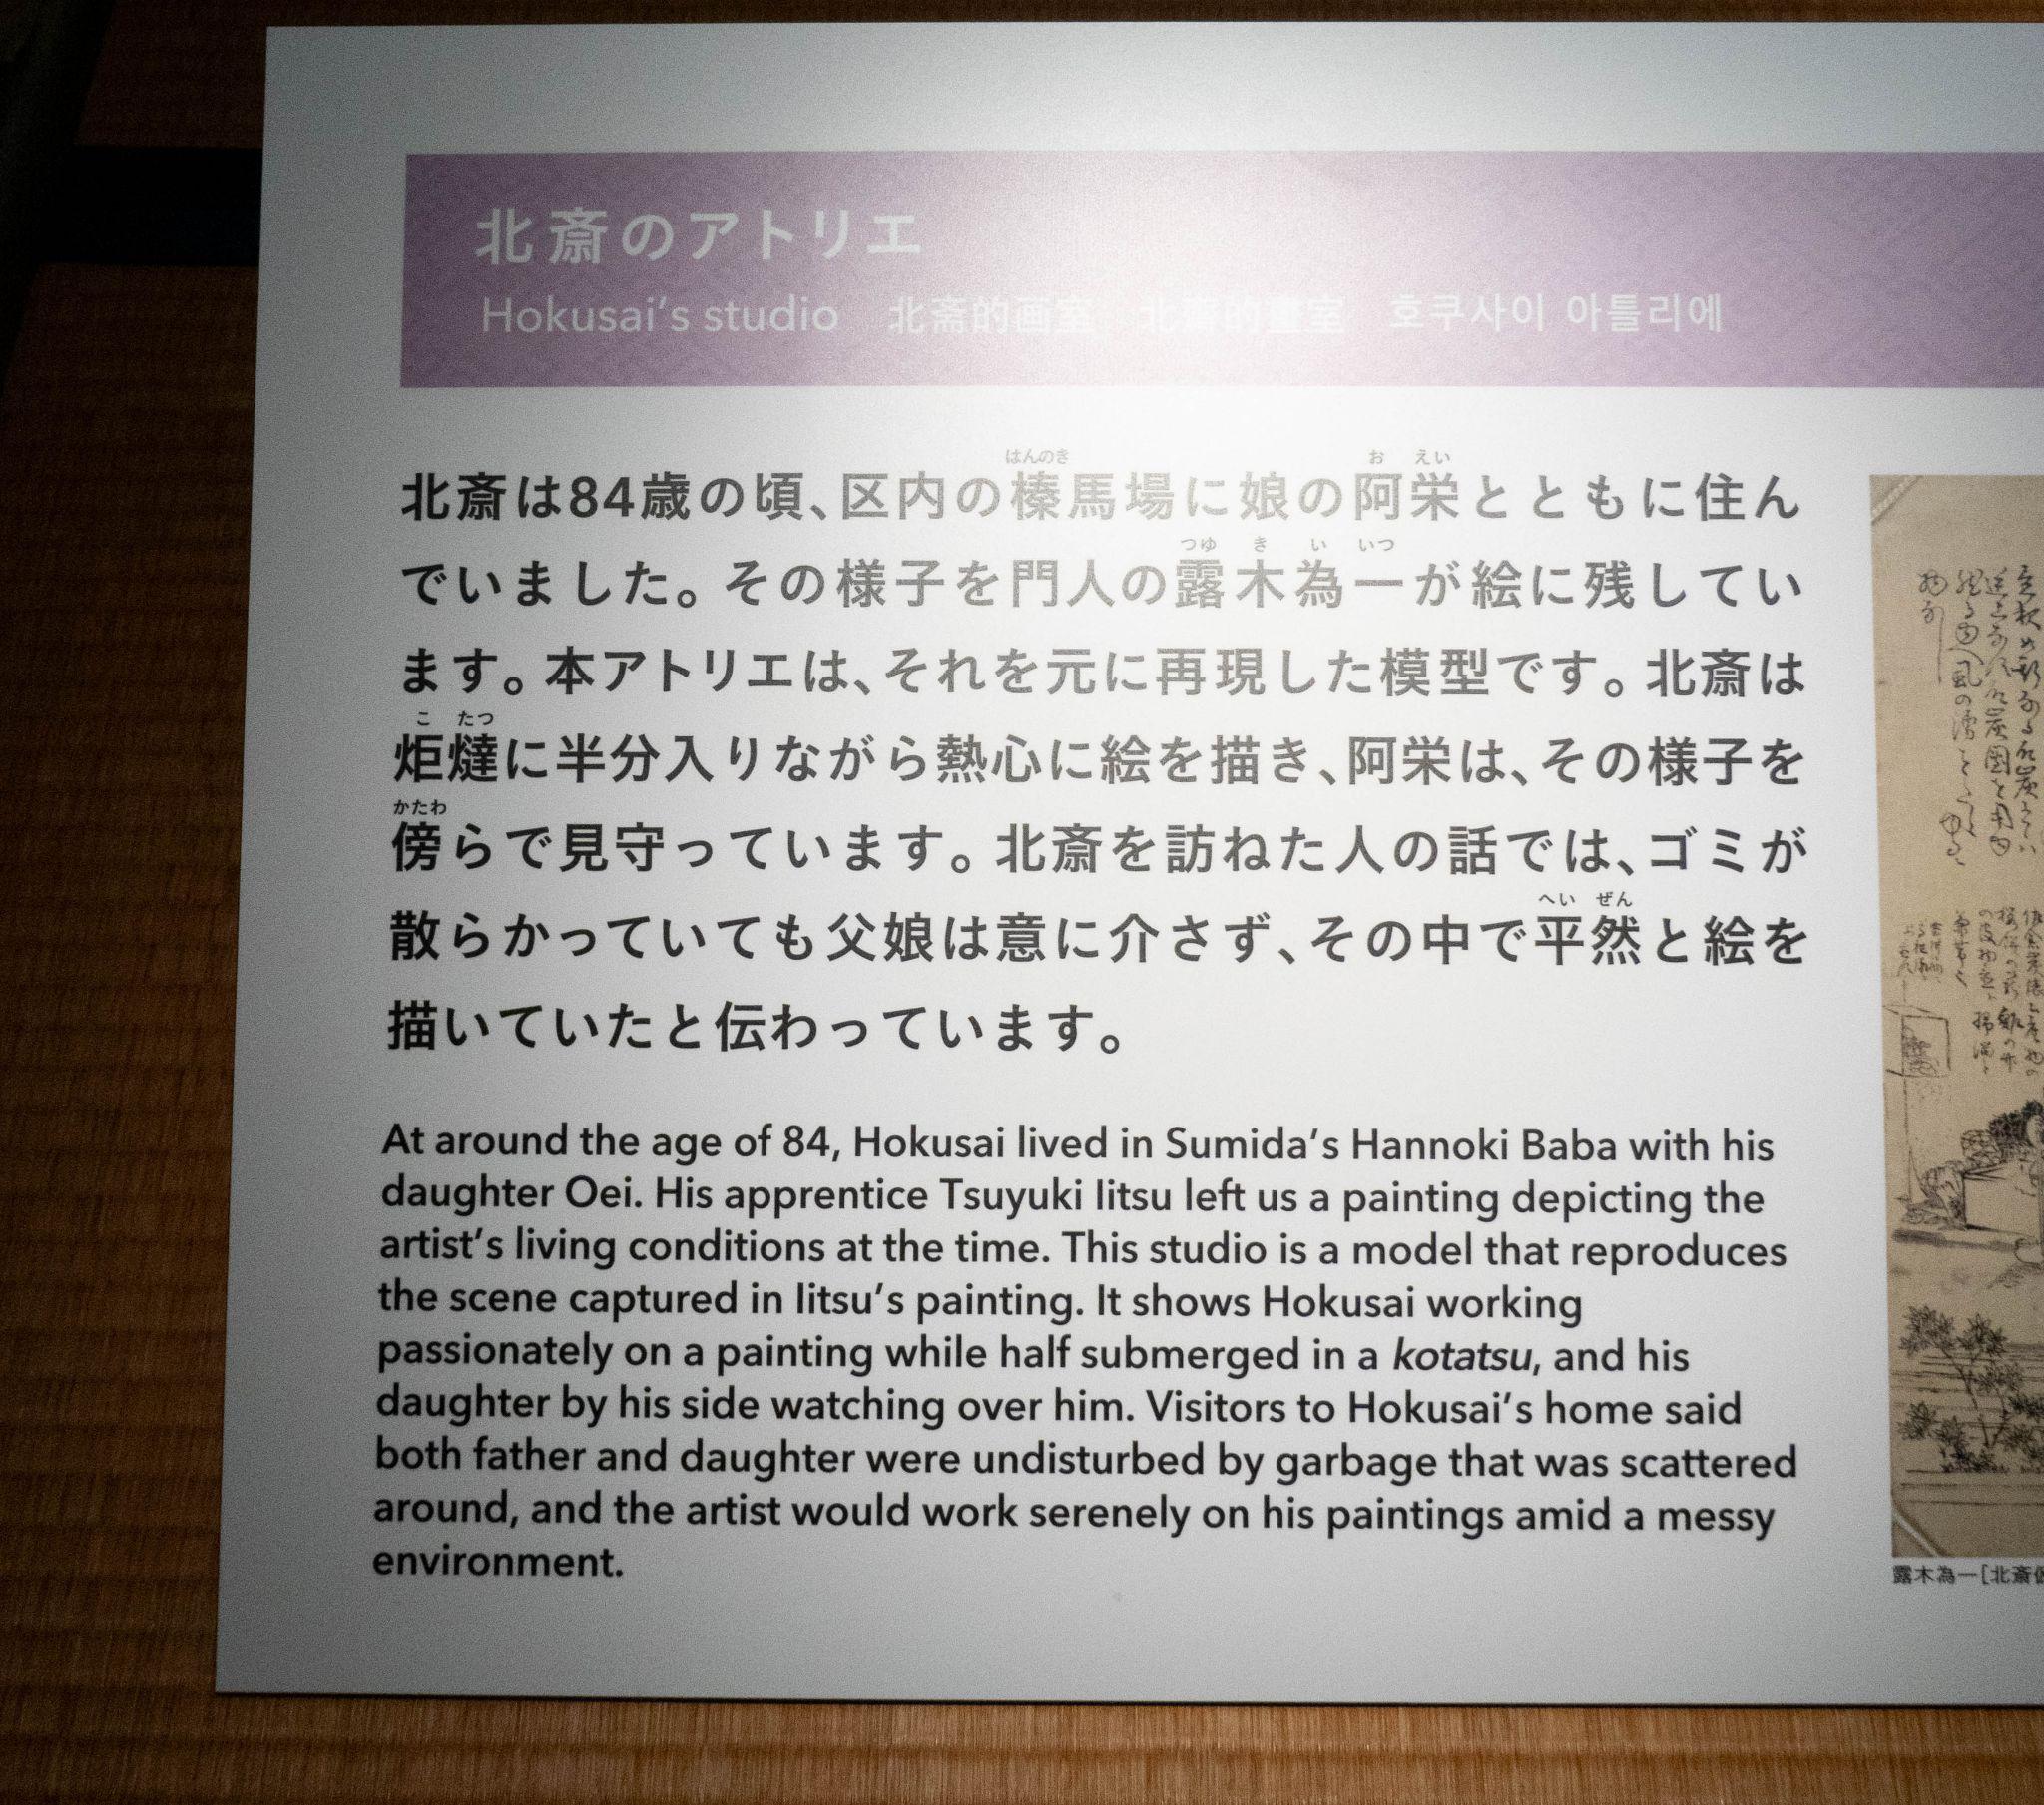 北斎のアトリエ
Hokusai's studio 北斋的画室 北齋的畫室 호쿠사이 아틀리에
はんのき お えい
北斎は84歳の頃、区内の榛馬場に娘の阿栄とともに住ん
つゆ き い いつ
でいました。その様子を門人の露木為一が絵に残してい
ます。本アトリエは、それを元に再現した模型です。北斎は
こ たつ
炬燵に半分入りながら熱心に絵を描き、阿栄は、その様子を
かたわ
傍らで見守っています。北斎を訪ねた人の話では、ゴミが
へい ぜん
散らかっていても父娘は意に介さず、その中で平然と絵を
描いていたと伝わっています。
At around the age of 84, Hokusai lived in Sumida's Hannoki Baba with his
daughter Oei. His apprentice Tsuyuki Iitsu left us a painting depicting the
artist's living conditions at the time. This studio is a model that reproduces
the scene captured in Iitsu's painting. It shows Hokusai working
passionately on a painting while half submerged in a kotatsu, and his
daughter by his side watching over him. Visitors to Hokusai's home said
both father and daughter were undisturbed by garbage that was scattered
around, and the artist would work serenely on his paintings amid a messy
environment.
露木為一[北斎